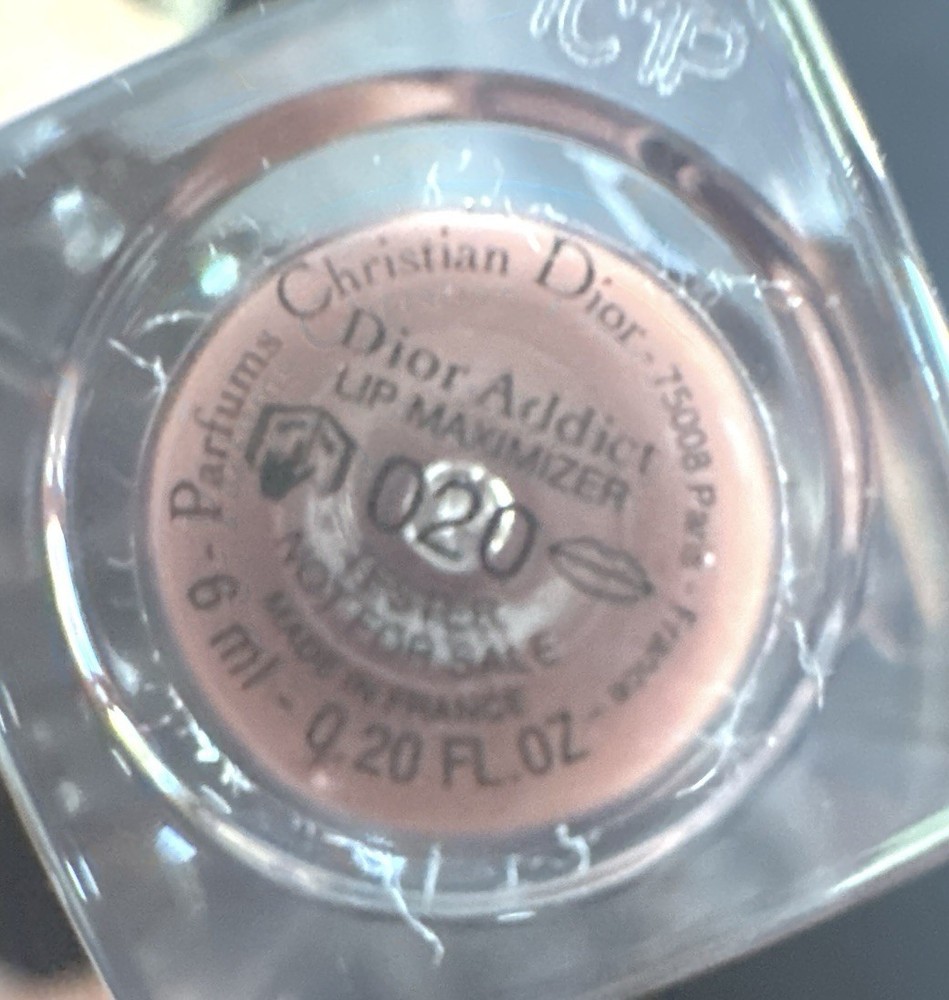 Parfums Christian Dior - 75008 Paris - France - 6 ml - 0.20 FL.OZ
Dior Addict
LIP MAXIMIZER
020
TESTER
NOT FOR SALE
MADE IN FRANCE